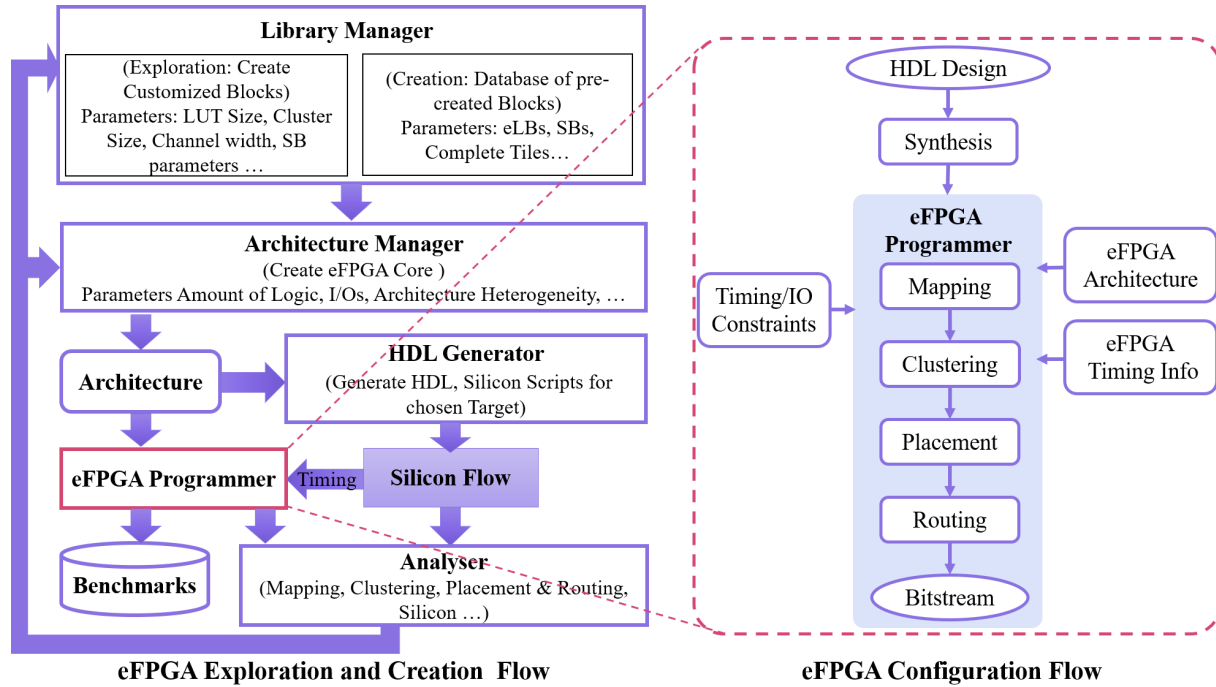 Library Manager
(Exploration: Create
Customized Blocks)
Parameters: LUT Size, Cluster
Size, Channel width, SB
parameters …
(Creation: Database of pre-
created Blocks)
Parameters: eLBs, SBs,
Complete Tiles…
Architecture Manager
(Create eFPGA Core )
Parameters Amount of Logic, I/Os, Architecture Heterogeneity, …
Architecture
HDL Generator
(Generate HDL, Silicon Scripts for
chosen Target)
eFPGA Programmer
Timing
Silicon Flow
Benchmarks
Analyser
(Mapping, Clustering, Placement & Routing,
Silicon …)
eFPGA Exploration and Creation Flow
HDL Design
Synthesis
eFPGA
Programmer
Mapping
Clustering
Placement
Routing
Bitstream
Timing/IO
Constraints
eFPGA
Architecture
eFPGA
Timing Info
eFPGA Configuration Flow